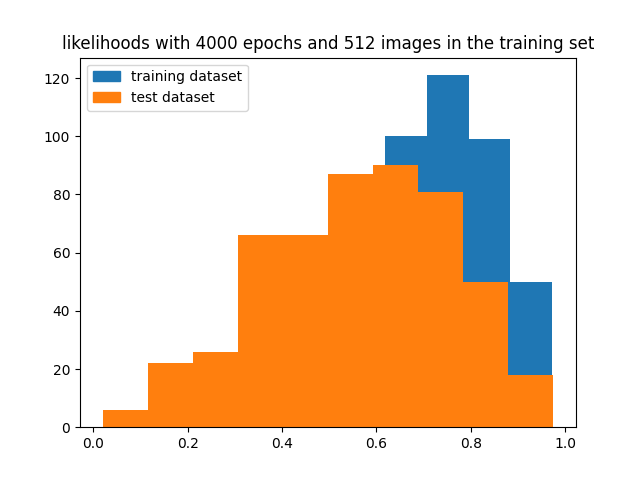 likelihoods with 4000 epochs and 512 images in the training set
training dataset
test dataset
120
100
80
60
40
20
0
0.0 0.2 0.4 0.6 0.8 1.0